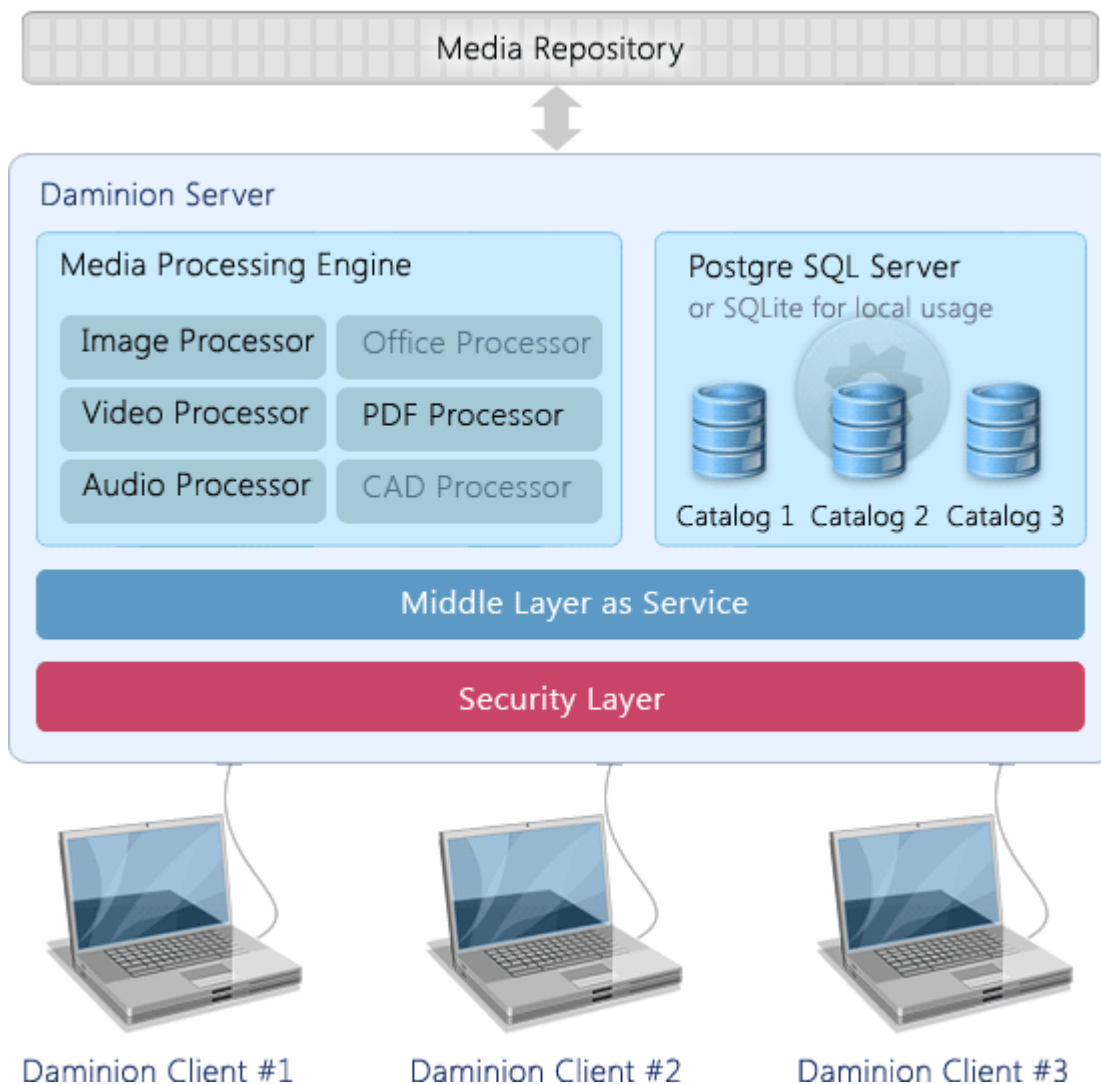 Media Repository
Daminion Server
Media Processing Engine
Image Processor
Office Processor
Video Processor
PDF Processor
Audio Processor
CAD Processor
Postgre SQL Server
or SQLite for local usage
Catalog 1
Catalog 2
Catalog 3
Middle Layer as Service
Security Layer
Daminion Client #1
Daminion Client #2
Daminion Client #3